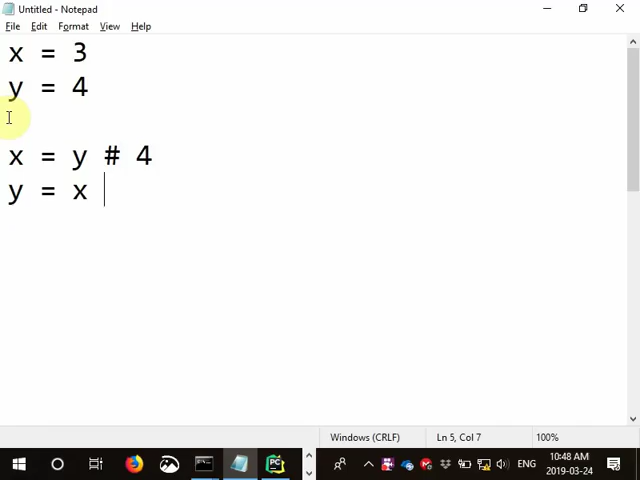 Untitled - Notepad
File Edit Format View Help
x = 3
y = 4
x = y # 4
y = x
Windows (CRLF) Ln 5, Col 7 100%
ENG 10:48 AM
2019-03-24